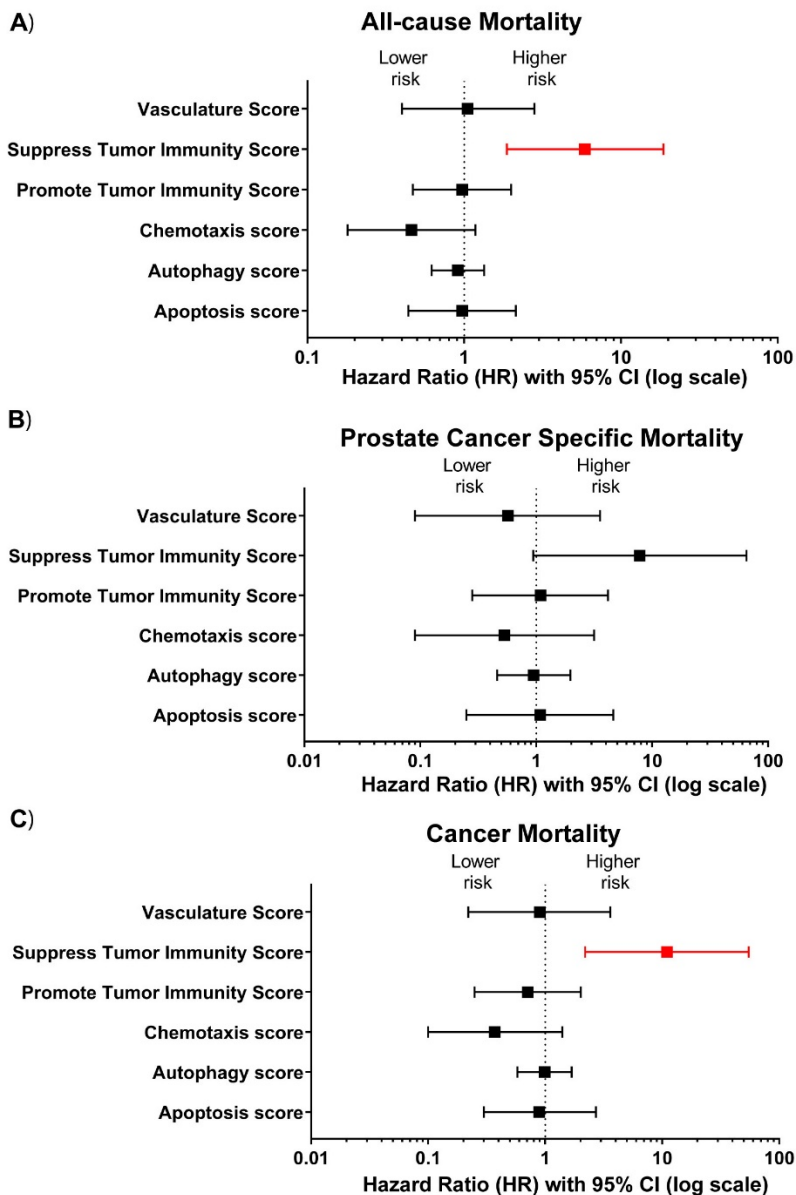 A)
All-cause Mortality
Lower
risk
Higher
risk
Vasculature Score
Suppress Tumor Immunity Score
Promote Tumor Immunity Score
Chemotaxis score
Autophagy score
Apoptosis score
0.1 1 10 100
Hazard Ratio (HR) with 95% CI (log scale)
B)
Prostate Cancer Specific Mortality
Lower
risk
Higher
risk
Vasculature Score
Suppress Tumor Immunity Score
Promote Tumor Immunity Score
Chemotaxis score
Autophagy score
Apoptosis score
0.01 0.1 1 10 100
Hazard Ratio (HR) with 95% CI (log scale)
C)
Cancer Mortality
Lower
risk
Higher
risk
Vasculature Score
Suppress Tumor Immunity Score
Promote Tumor Immunity Score
Chemotaxis score
Autophagy score
Apoptosis score
0.01 0.1 1 10 100
Hazard Ratio (HR) with 95% CI (log scale)